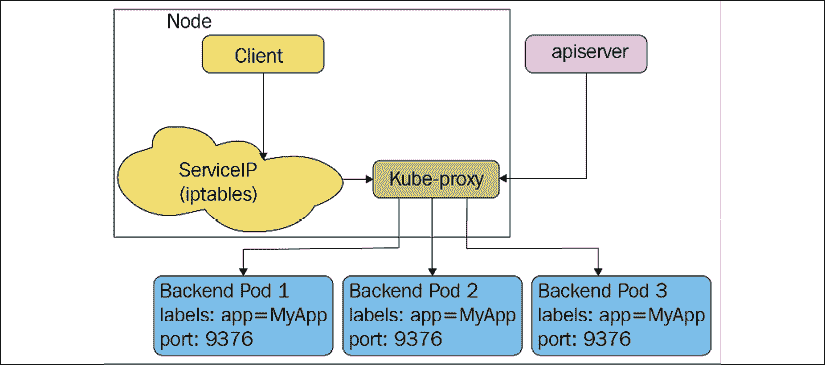 Node
Client
apiserver
ServiceIP
(iptables)
Kube-proxy
Backend Pod 1
labels: app=MyApp
port: 9376
Backend Pod 2
labels: app=MyApp
port: 9376
Backend Pod 3
labels: app=MyApp
port: 9376